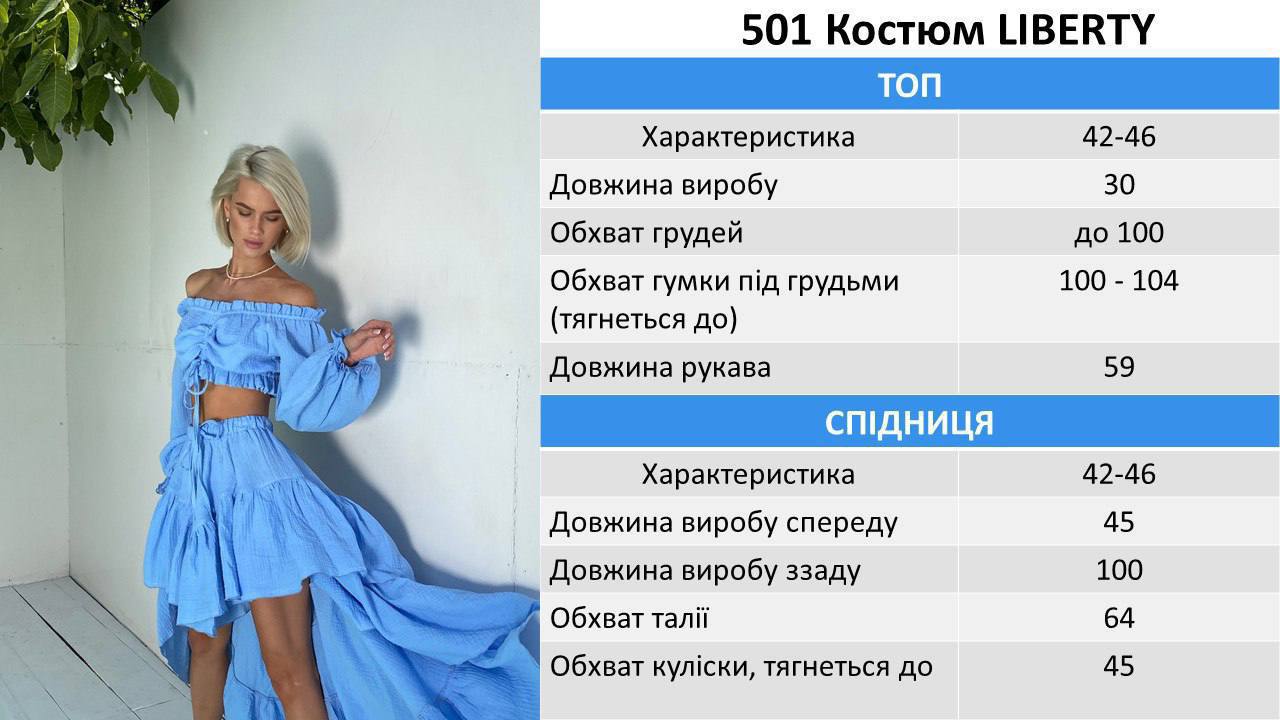 501 Костюм LIBERTY
ТОП
Характеристика 42-46
Довжина виробу 30
Обхват грудей до 100
Обхват гумки під грудьми 100 - 104
(тягнеться до)
Довжина рукава 59
СПІДНИЦЯ
Характеристика 42-46
Довжина виробу спереду 45
Довжина виробу ззаду 100
Обхват талії 64
Обхват куліски, тягнеться до 45